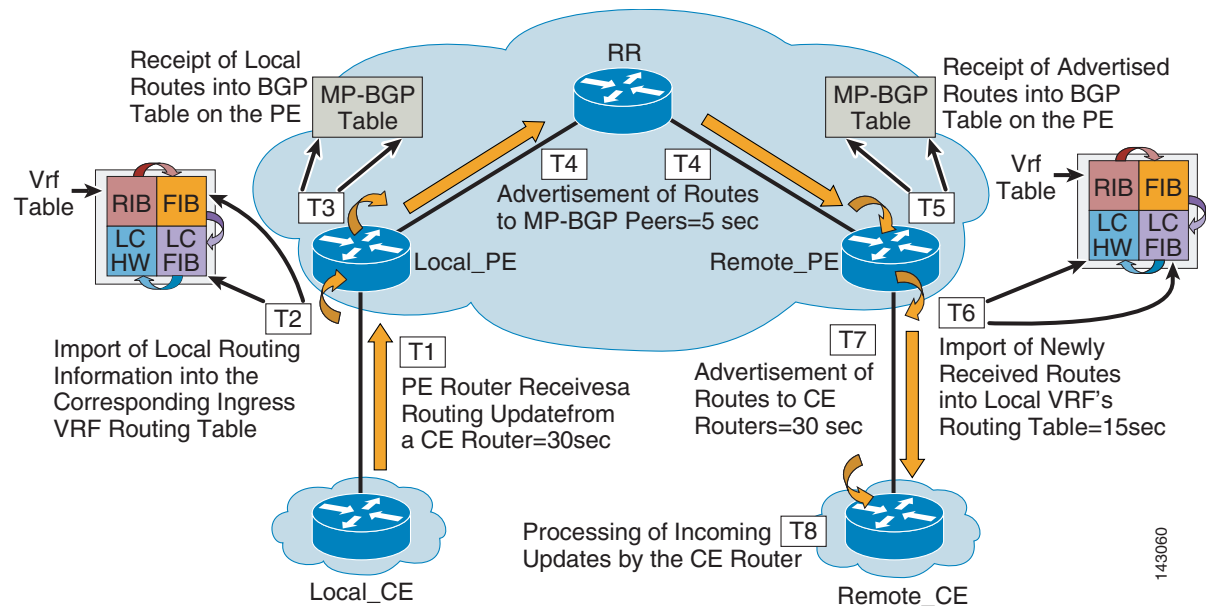 RR
Receipt of Local
Routes into BGP
Table on the PE
MP-BGP
Table
MP-BGP
Table
Receipt of Advertised
Routes into BGP
Table on the PE
Vrf
Table
RIB
FIB
LC
HW
LC
FIB
T3
T4
T4
Advertisement of Routes
to MP-BGP Peers=5 sec
T5
Vrf
Table
RIB
FIB
LC
HW
LC
FIB
Local_PE
Remote_PE
T2
Import of Local Routing
Information into the
Corresponding Ingress
VRF Routing Table
T1
PE Router Receivesa
Routing Updatefrom
a CE Router=30sec
T7
Advertisement of
Routes to CE
Routers=30 sec
T6
Import of Newly
Received Routes
into Local VRF's
Routing Table=15sec
Processing of Incoming
Updates by the CE Router
T8
Local_CE
Remote_CE
143060